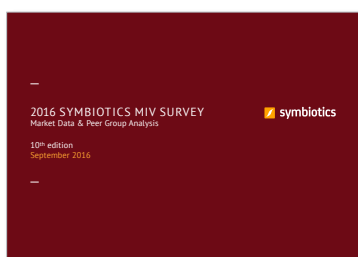 2016 SYMBIOTICS MIV SURVEY
Market Data & Peer Group Analysis
symbiotics
10th edition
September 2016